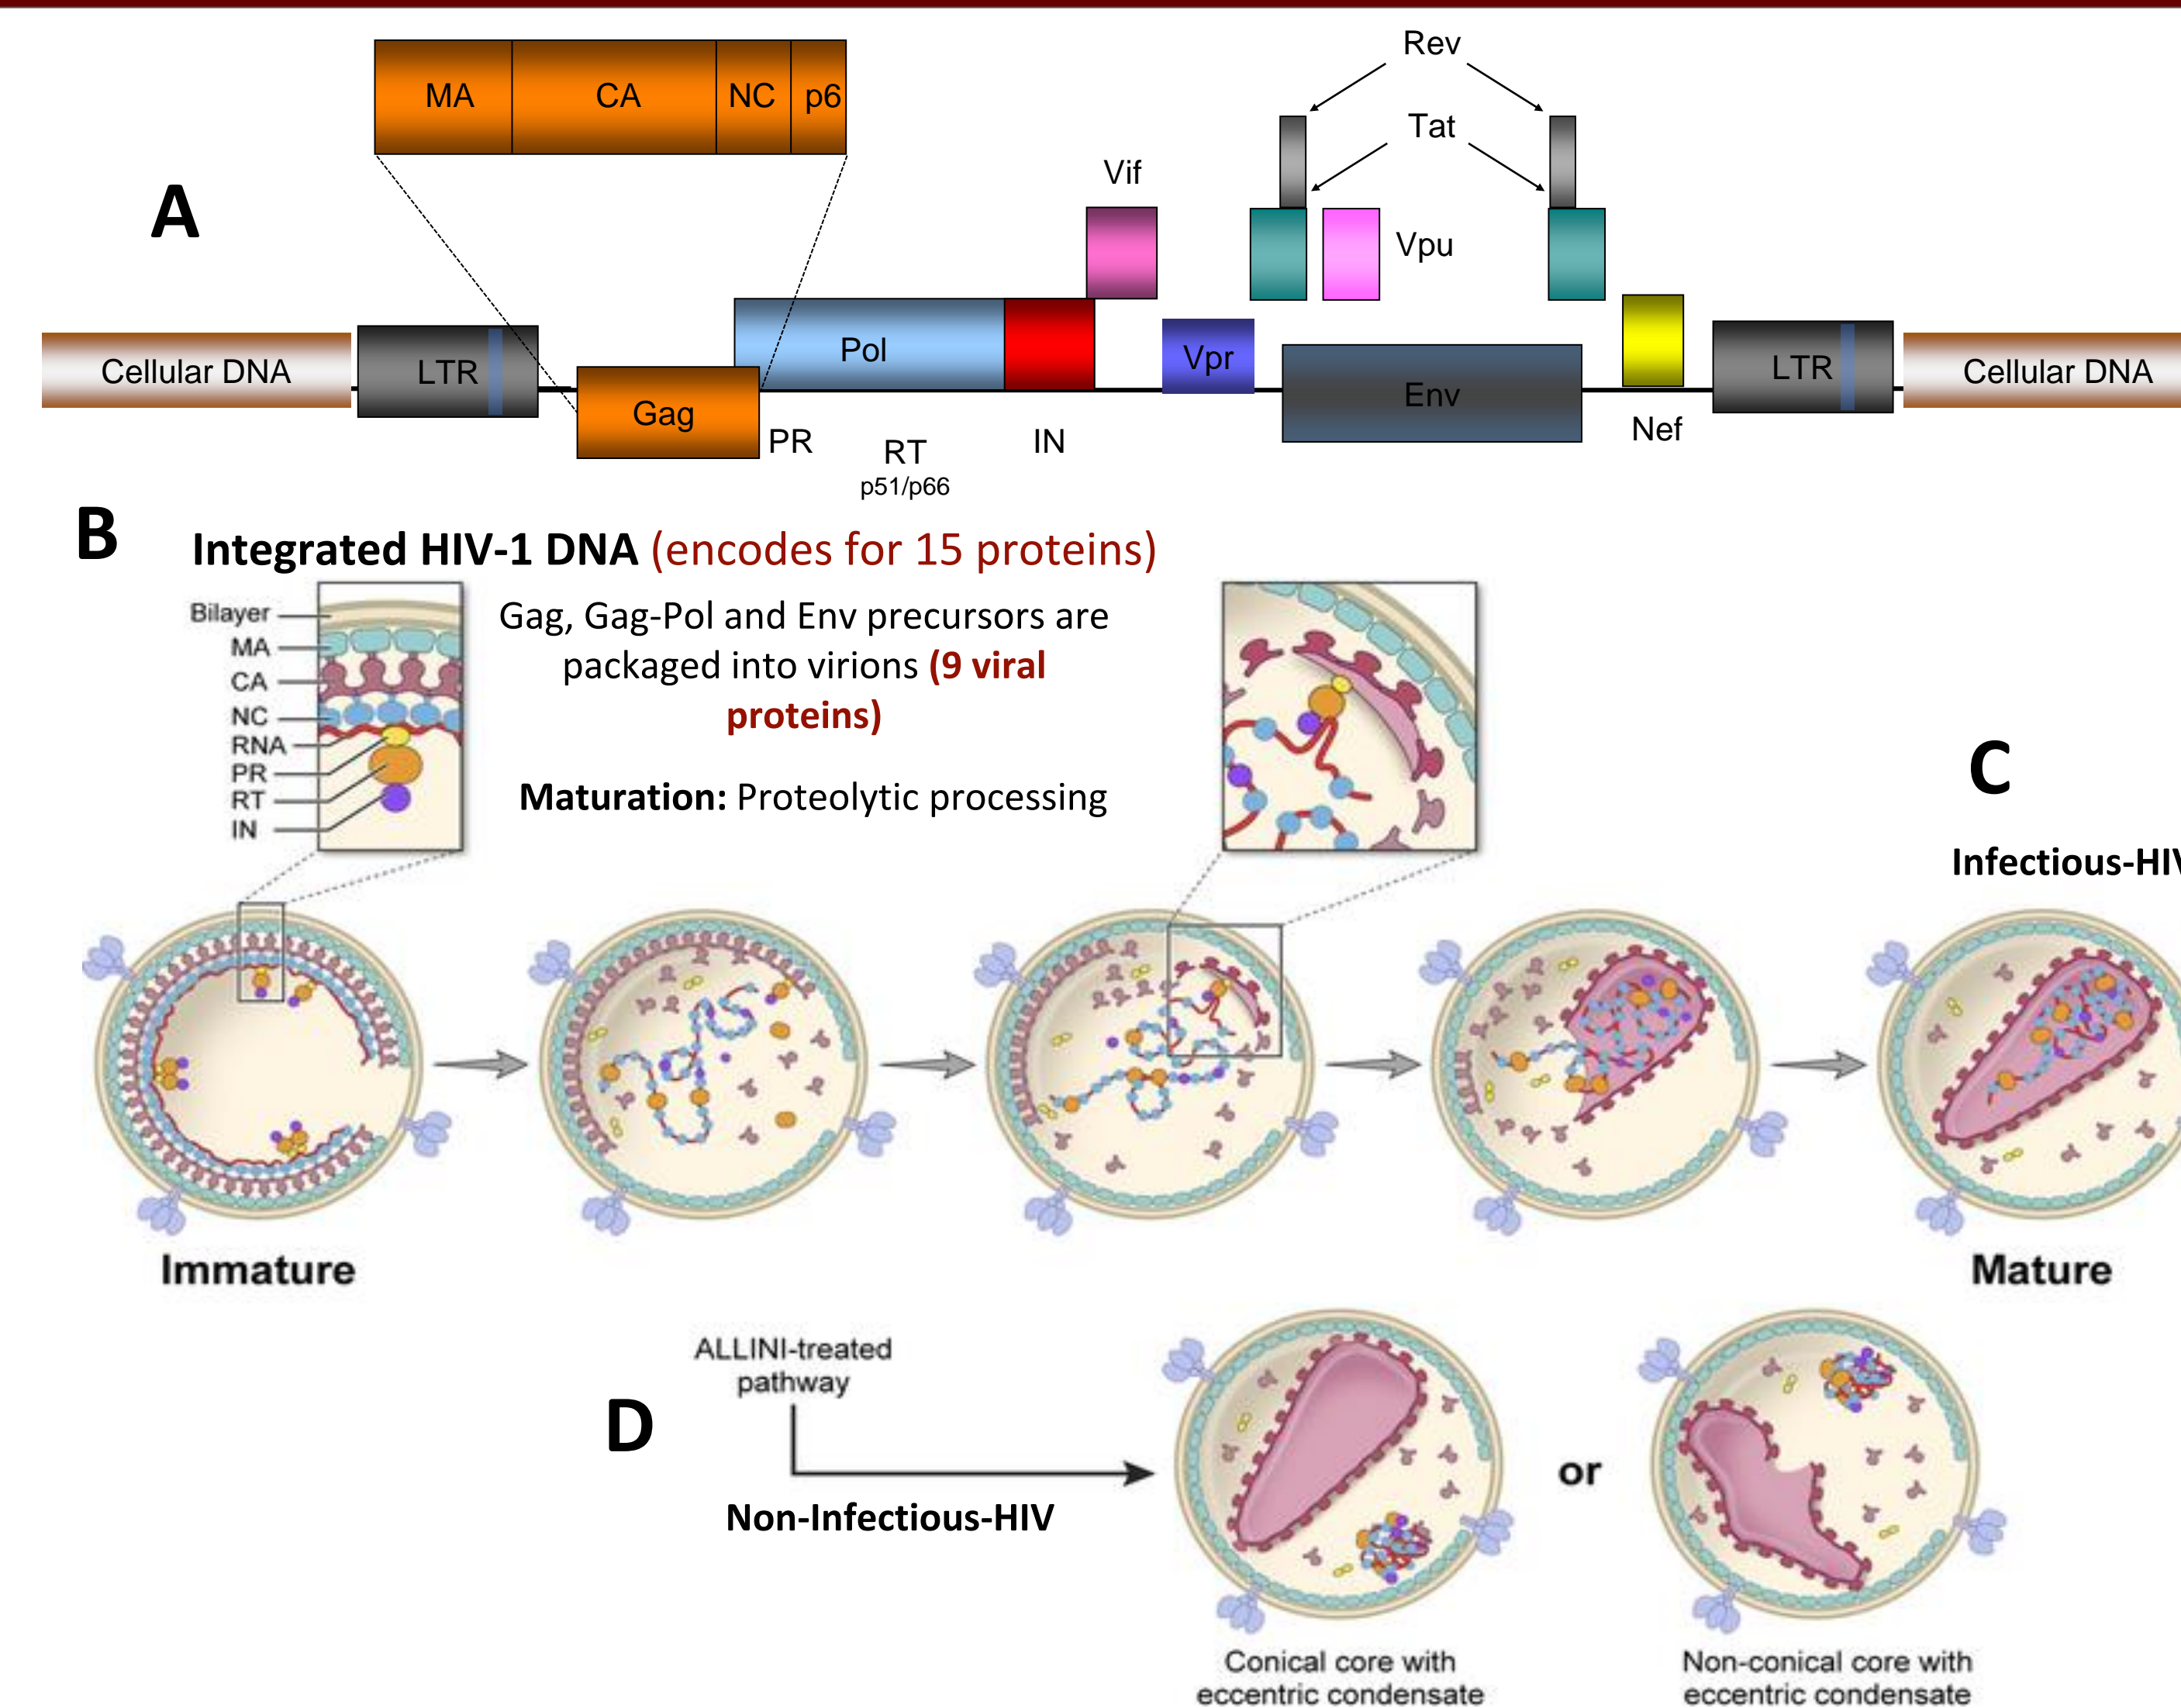 Rev
MA CA NC p6
Tat
Vif
A
Vpu
Cellular DNA LTR Pol Vpr LTR Cellular DNA
Gag Env
PR RT IN Nef
p51/p66
B
Integrated HIV-1 DNA (encodes for 15 proteins)
Bilayer
MA
CA
NC
RNA
PR
RT
IN
Gag, Gag-Pol and Env precursors are
packaged into virions (9 viral
proteins)
Maturation: Proteolytic processing
C
Infectious-HIV
Immature
Mature
ALLINI-treated
pathway
D
Non-Infectious-HIV
or
Conical core with
eccentric condensate
Non-conical core with
eccentric condensate